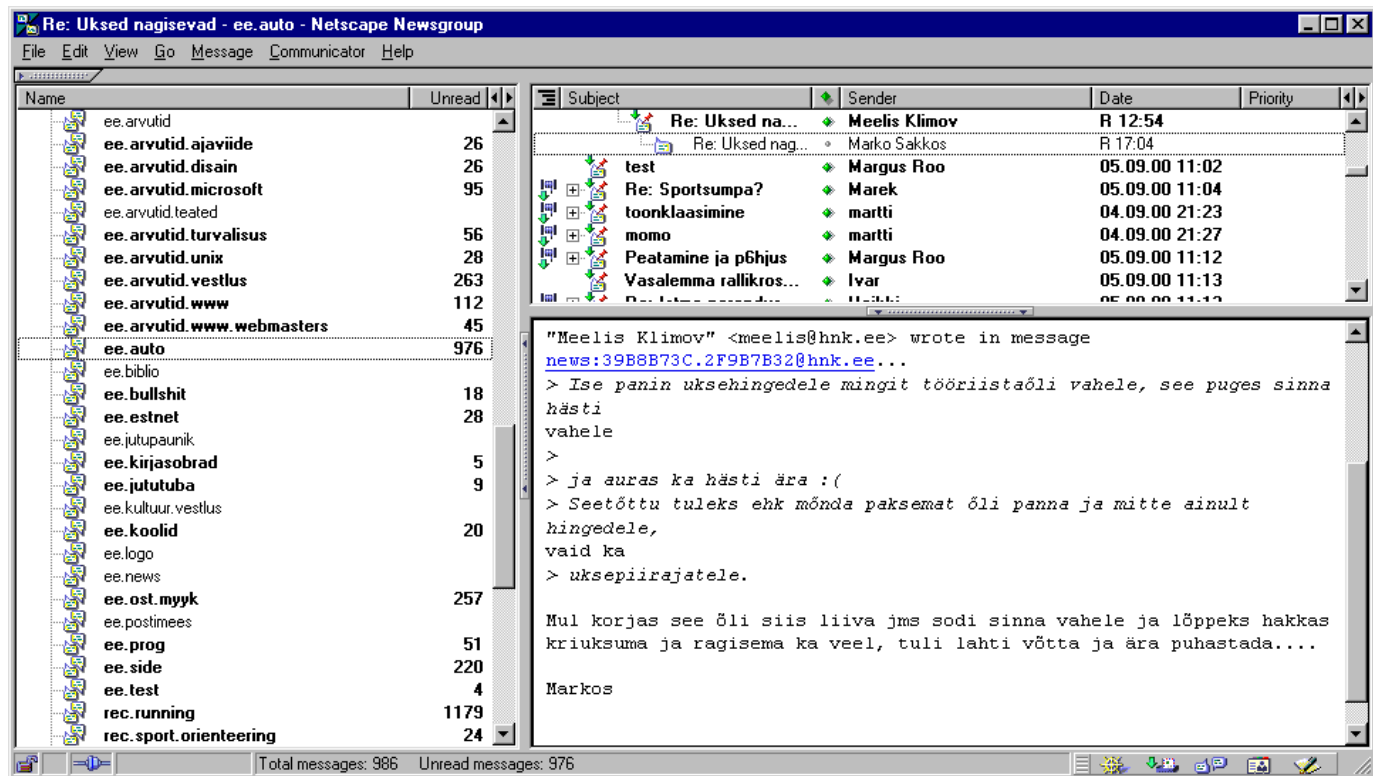 Re: Uksed nagisevad - ee.auto - Netscape Newsgroup
File Edit View Go Message Communicator Help
Name Unread
ee.arvutid
ee.arvutid.ajaviide 26
ee.arvutid.disain 26
ee.arvutid.microsoft 95
ee.arvutid.teated
ee.arvutid.turvalisus 56
ee.arvutid.unix 28
ee.arvutid.vestlus 263
ee.arvutid.www 112
ee.arvutid.www.webmasters 45
ee.auto 976
ee.biblio
ee.bullshit 18
ee.estnet 28
ee.jutupaunik
ee.kirjasobrad 5
ee.jututuba 9
ee.kultuur.vestlus
ee.koolid 20
ee.logo
ee.news
ee.ost.myyk 257
ee.postimees
ee.prog 51
ee.side 220
ee.test 4
rec.running 1179
rec.sport.orienteering 24
Subject Sender Date Priority
Re: Uksed na... Meelis Klimov R 12:54
Re: Uksed nag... Marko Sakkos R 17:04
test Margus Roo 05.09.00 11:02
Re: Sportsumpa? Marek 05.09.00 11:04
toonklaasimine martti 04.09.00 21:23
momo martti 04.09.00 21:27
Peatamine ja p6hjus Margus Roo 05.09.00 11:12
Vasalemma rallikros... Ivar 05.09.00 11:13
"Meelis Klimov" <meelis@hnk.ee> wrote in message
news:39B8B73C.2F9B7B32@hnk.ee...
> Ise panin uksehingedele mingit tööriistaõli vahele, see puges sinna
hästi
vahele
>
> ja auras ka hästi ära :(
> Seetõttu tuleks ehk mõnda paksemat õli panna ja mitte ainult
hingedele,
vaid ka
> uksepiirajatele.
Mul korjas see õli siis liiva jms sodi sinna vahele ja lõppeks hakkas
kriuksuma ja ragisema ka veel, tuli lahti võtta ja ära puhastada....
Markos
Total messages: 986 Unread messages: 976